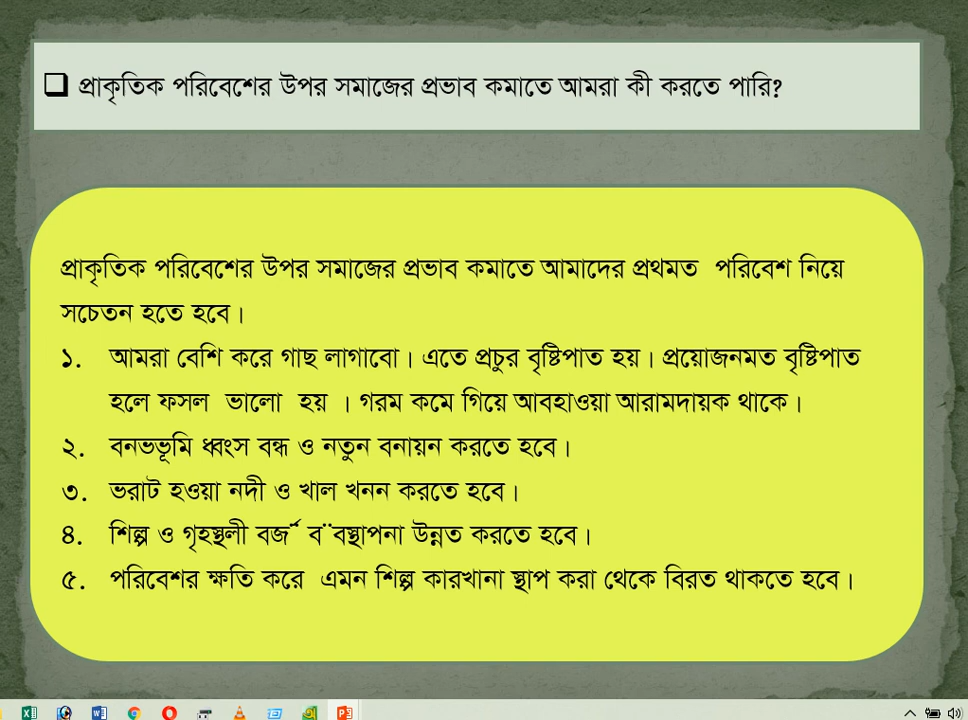 ❑ প্রাকৃতিক পরিবেশের উপর সমাজের প্রভাব কমাতে আমরা কী করতে পারি?
প্রাকৃতিক পরিবেশের উপর সমাজের প্রভাব কমাতে আমাদের প্রথমত পরিবেশ নিয়ে
সচেতন হতে হবে।
১. আমরা বেশি করে গাছ লাগাবো। এতে প্রচুর বৃষ্টিপাত হয়। প্রয়োজনমত বৃষ্টিপাত
হলে ফসল ভালো হয় । গরম কমে গিয়ে আবহাওয়া আরামদায়ক থাকে।
২. বনভভূমি ধ্বংস বন্ধ ও নতুন বনায়ন করতে হবে।
৩. ভরাট হওয়া নদী ও খাল খনন করতে হবে।
৪. শিল্প ও গৃহস্থলী বর্জ্য ব্যবস্থাপনা উন্নত করতে হবে।
৫. পরিবেশর ক্ষতি করে এমন শিল্প কারখানা স্থাপ করা থেকে বিরত থাকতে হবে।